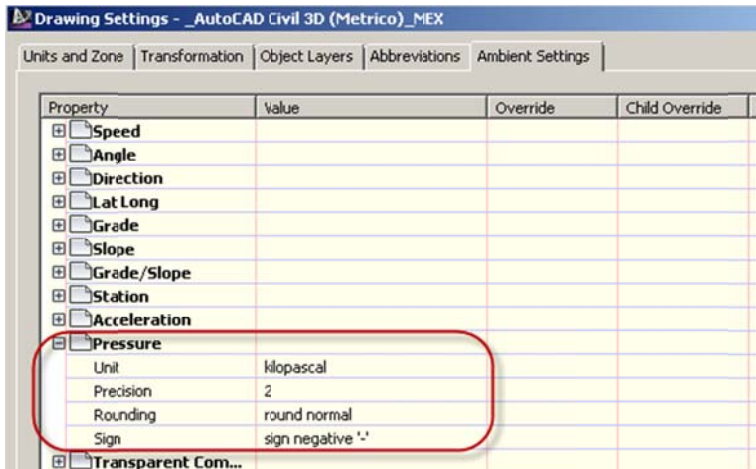 Drawing Settings - _AutoCAD Civil 3D (Metrico)_MEX
Units and Zone Transformation Object Layers Abbreviations Ambient Settings
Property Value Override Child Override
Speed
Angle
Direction
Lat Long
Grade
Slope
Grade/Slope
Station
Acceleration
Pressure
Unit kilopascal
Precision 2
Rounding round normal
Sign sign negative '-'
Transparent Com...